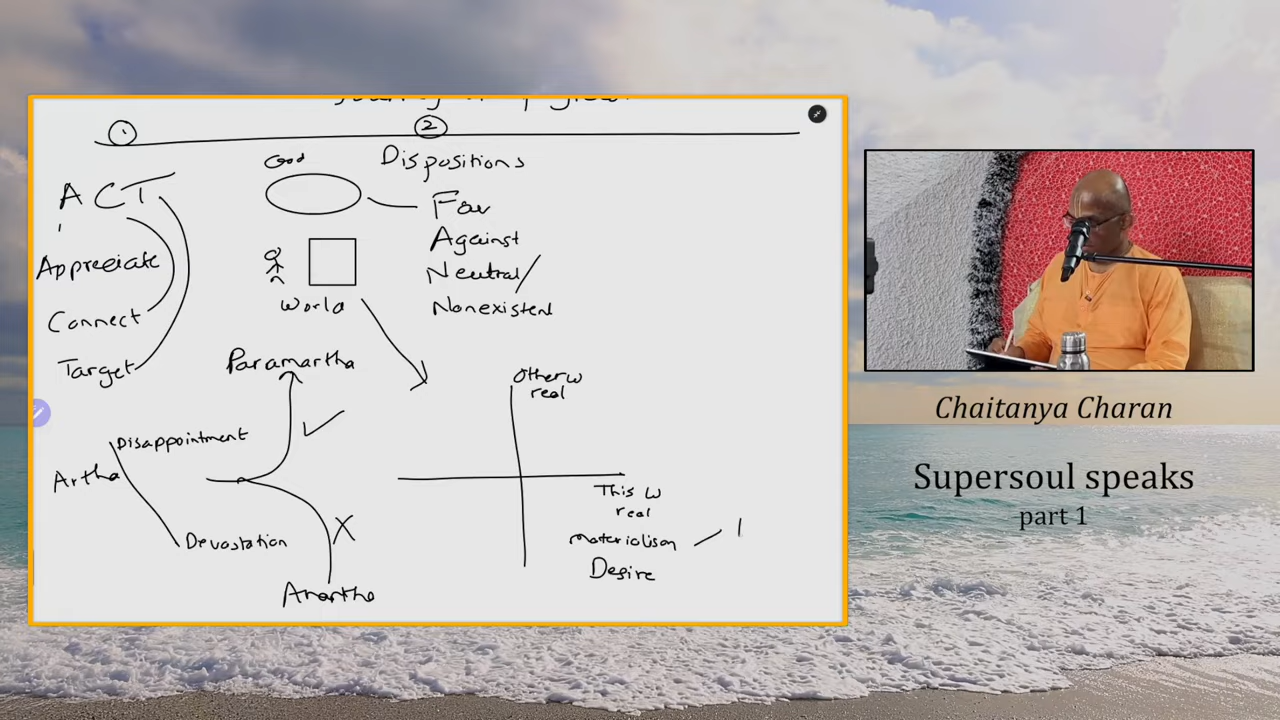 1
2
God
Dispositions
ACT
For
Against
Neutral/
Nonexistent
Appreciate
Connect
Target
World
Paramartha
Disappointment
Artha
Devastation
Anartha
Other w
real
This w
real
materialism
Desire
Chaitanya Charan
Supersoul speaks
part 1